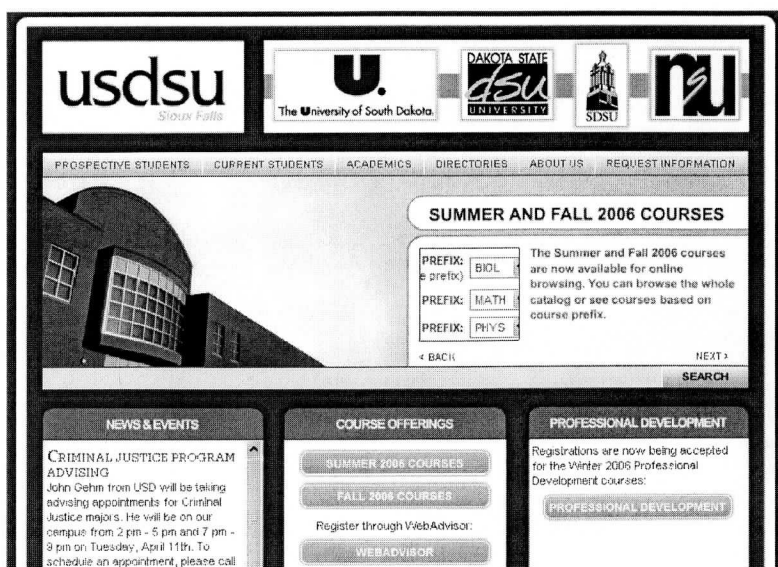 usdsu
Sioux Falls
U.
The University of South Dakota.
DAKOTA STATE
dsu
UNIVERSITY
SDSU
nsu
PROSPECTIVE STUDENTS CURRENT STUDENTS ACADEMICS DIRECTORIES ABOUT US REQUEST INFORMATION
SUMMER AND FALL 2006 COURSES
PREFIX: BIOL
e prefix)
PREFIX: MATH
PREFIX: PHYS
The Summer and Fall 2006 courses
are now available for online
browsing. You can browse the whole
catalog or see courses based on
course prefix.
< BACK NEXT >
SEARCH
NEWS & EVENTS
CRIMINAL JUSTICE PROGRAM
ADVISING
John Gehm from USD will be taking
advising appointments for Criminal
Justice majors. He will be on our
campus from 2 pm - 5 pm and 7 pm -
9 pm on Tuesday, April 11th. To
schedule an appointment, please call
COURSE OFFERINGS
SUMMER 2006 COURSES
FALL 2006 COURSES
Register through WebAdvisor:
WEBADVISOR
PROFESSIONAL DEVELOPMENT
Registrations are now being accepted
for the Winter 2006 Professional
Development courses:
PROFESSIONAL DEVELOPMENT